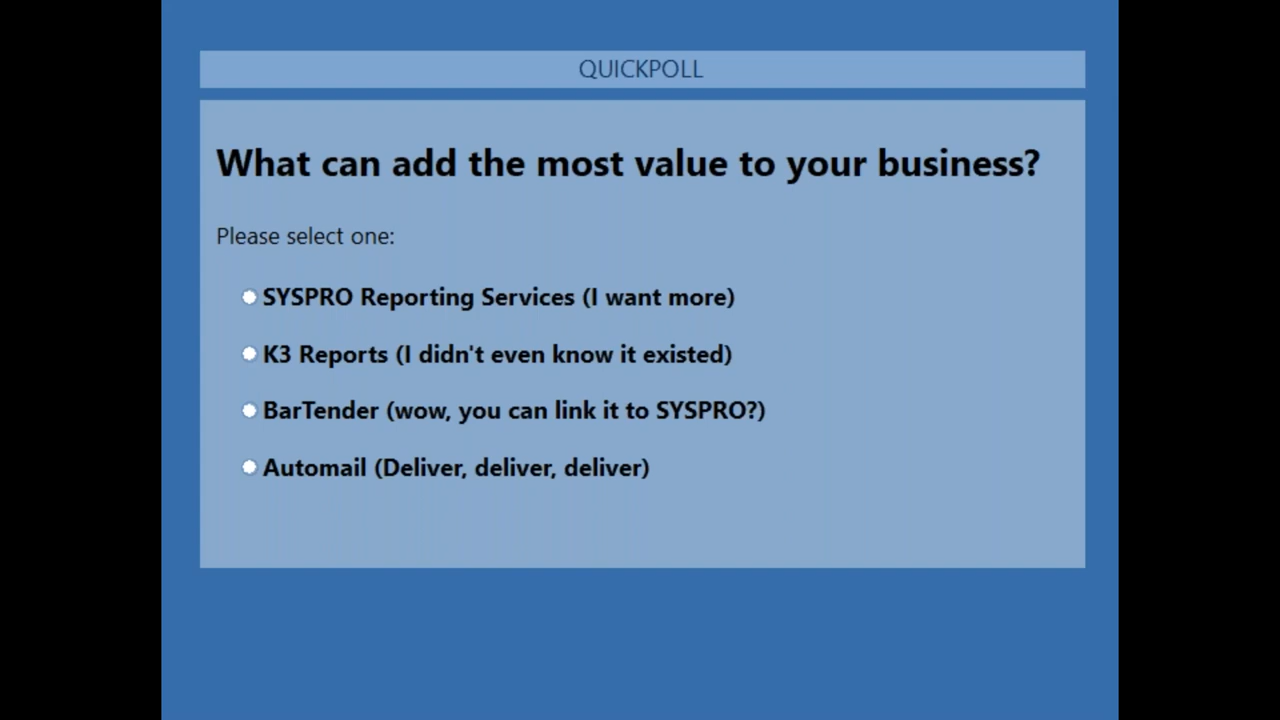 QUICKPOLL
What can add the most value to your business?
Please select one:
SYSPRO Reporting Services (I want more)
K3 Reports (I didn't even know it existed)
BarTender (wow, you can link it to SYSPRO?)
Automail (Deliver, deliver, deliver)